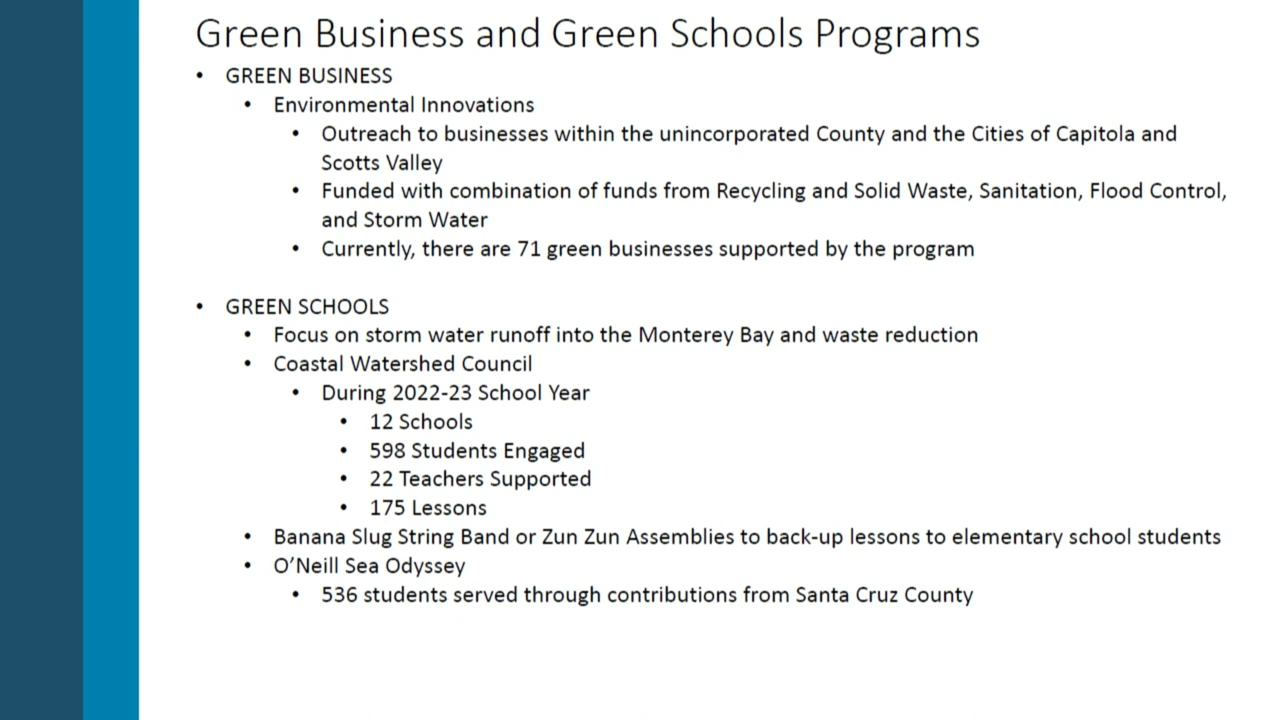 Green Business and Green Schools Programs
• GREEN BUSINESS
• Environmental Innovations
• Outreach to businesses within the unincorporated County and the Cities of Capitola and
Scotts Valley
• Funded with combination of funds from Recycling and Solid Waste, Sanitation, Flood Control,
and Storm Water
• Currently, there are 71 green businesses supported by the program
• GREEN SCHOOLS
• Focus on storm water runoff into the Monterey Bay and waste reduction
• Coastal Watershed Council
• During 2022-23 School Year
• 12 Schools
• 598 Students Engaged
• 22 Teachers Supported
• 175 Lessons
• Banana Slug String Band or Zun Zun Assemblies to back-up lessons to elementary school students
• O’Neill Sea Odyssey
• 536 students served through contributions from Santa Cruz County